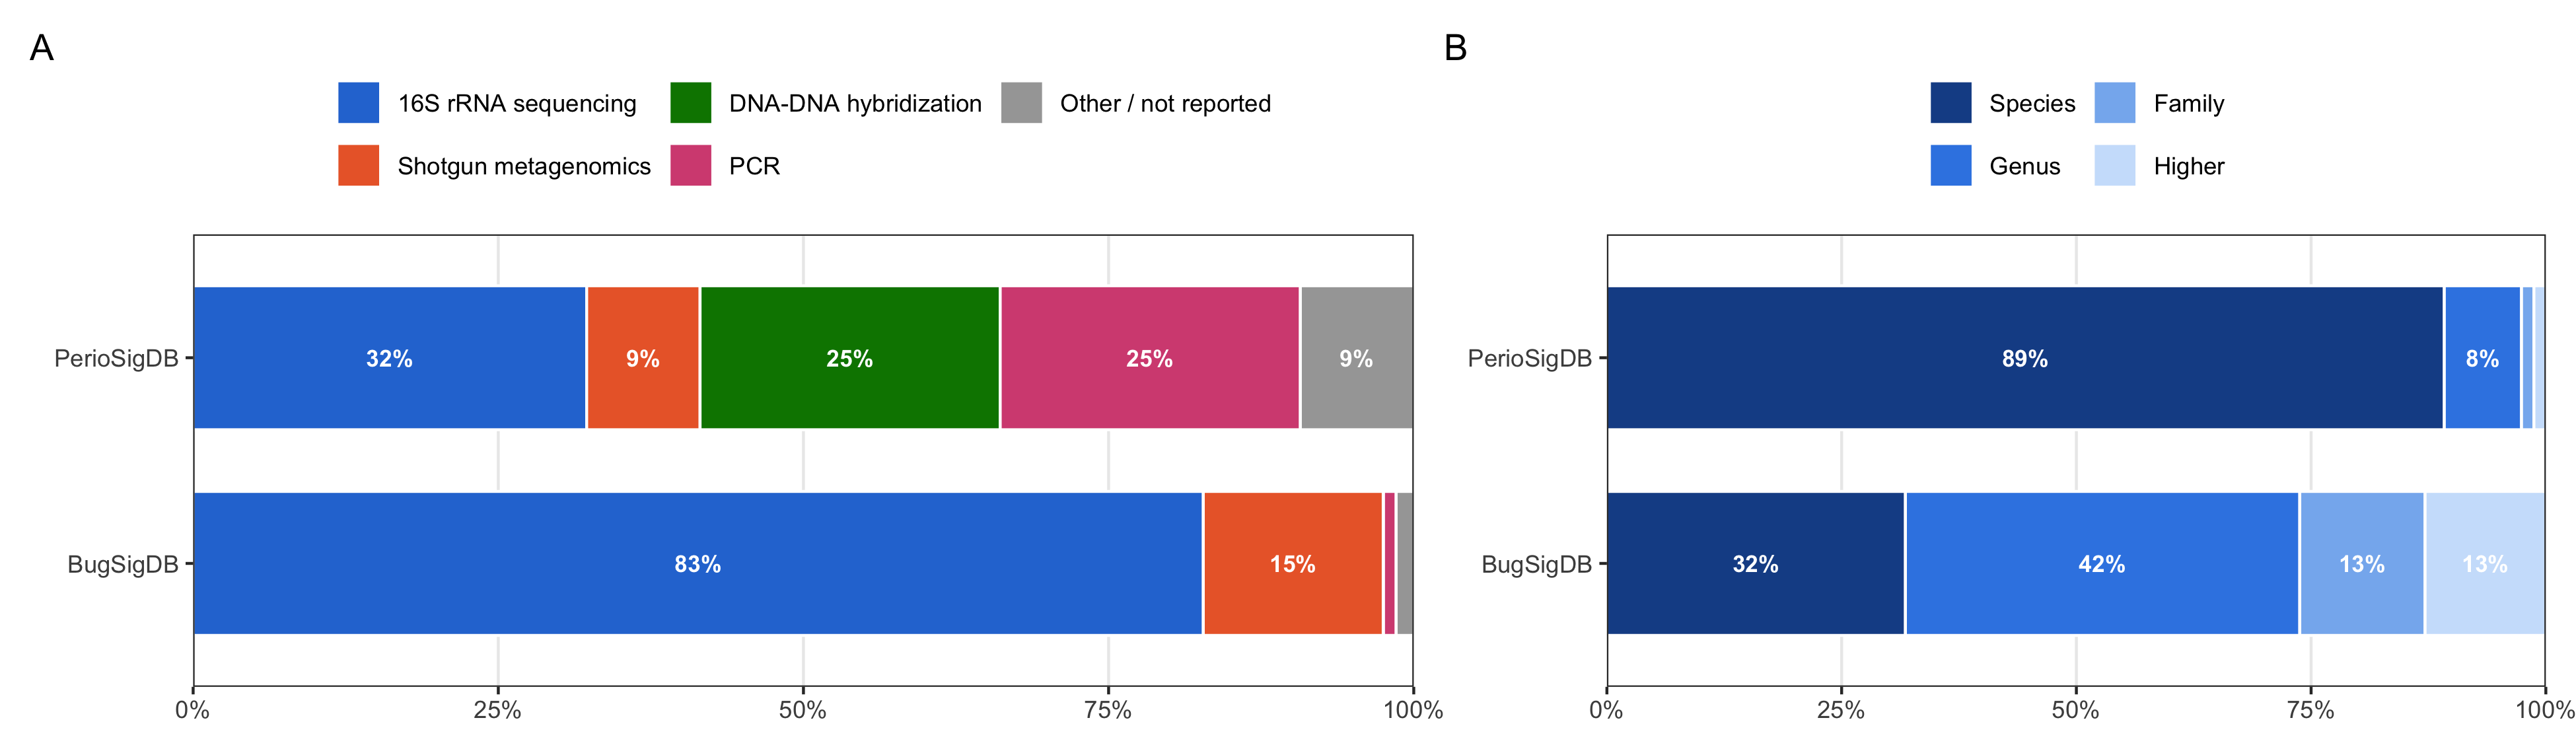 A
16S rRNA sequencing
DNA-DNA hybridization
Other / not reported
Shotgun metagenomics
PCR
PerioSigDB
32%
9%
25%
25%
9%
BugSigDB
83%
15%
0%
25%
50%
75%
100%
B
Species
Family
Genus
Higher
PerioSigDB
89%
8%
BugSigDB
32%
42%
13%
13%
0%
25%
50%
75%
100%